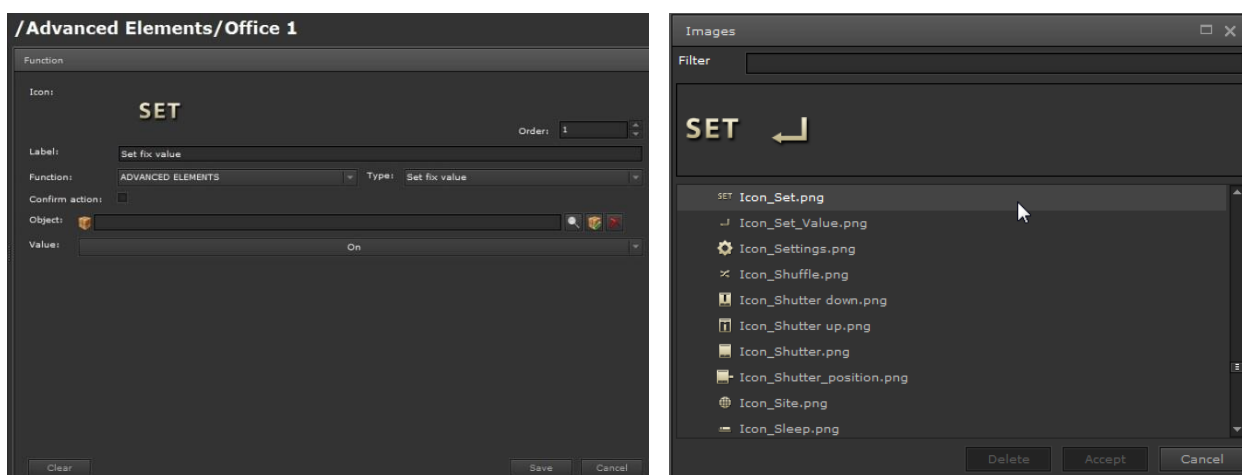 /Advanced Elements/Office 1
Function
Icon:
SET
Order: 1
Label: Set fix value
Function: ADVANCED ELEMENTS Type: Set fix value
Confirm action:
Object:
Value: On
Clear Save Cancel
Images
Filter
SET
SET Icon_Set.png
Icon_Set_Value.png
Icon_Settings.png
Icon_Shuffle.png
Icon_Shutter down.png
Icon_Shutter up.png
Icon_Shutter.png
Icon_Shutter_position.png
Icon_Site.png
Icon_Sleep.png
Delete Accept Cancel